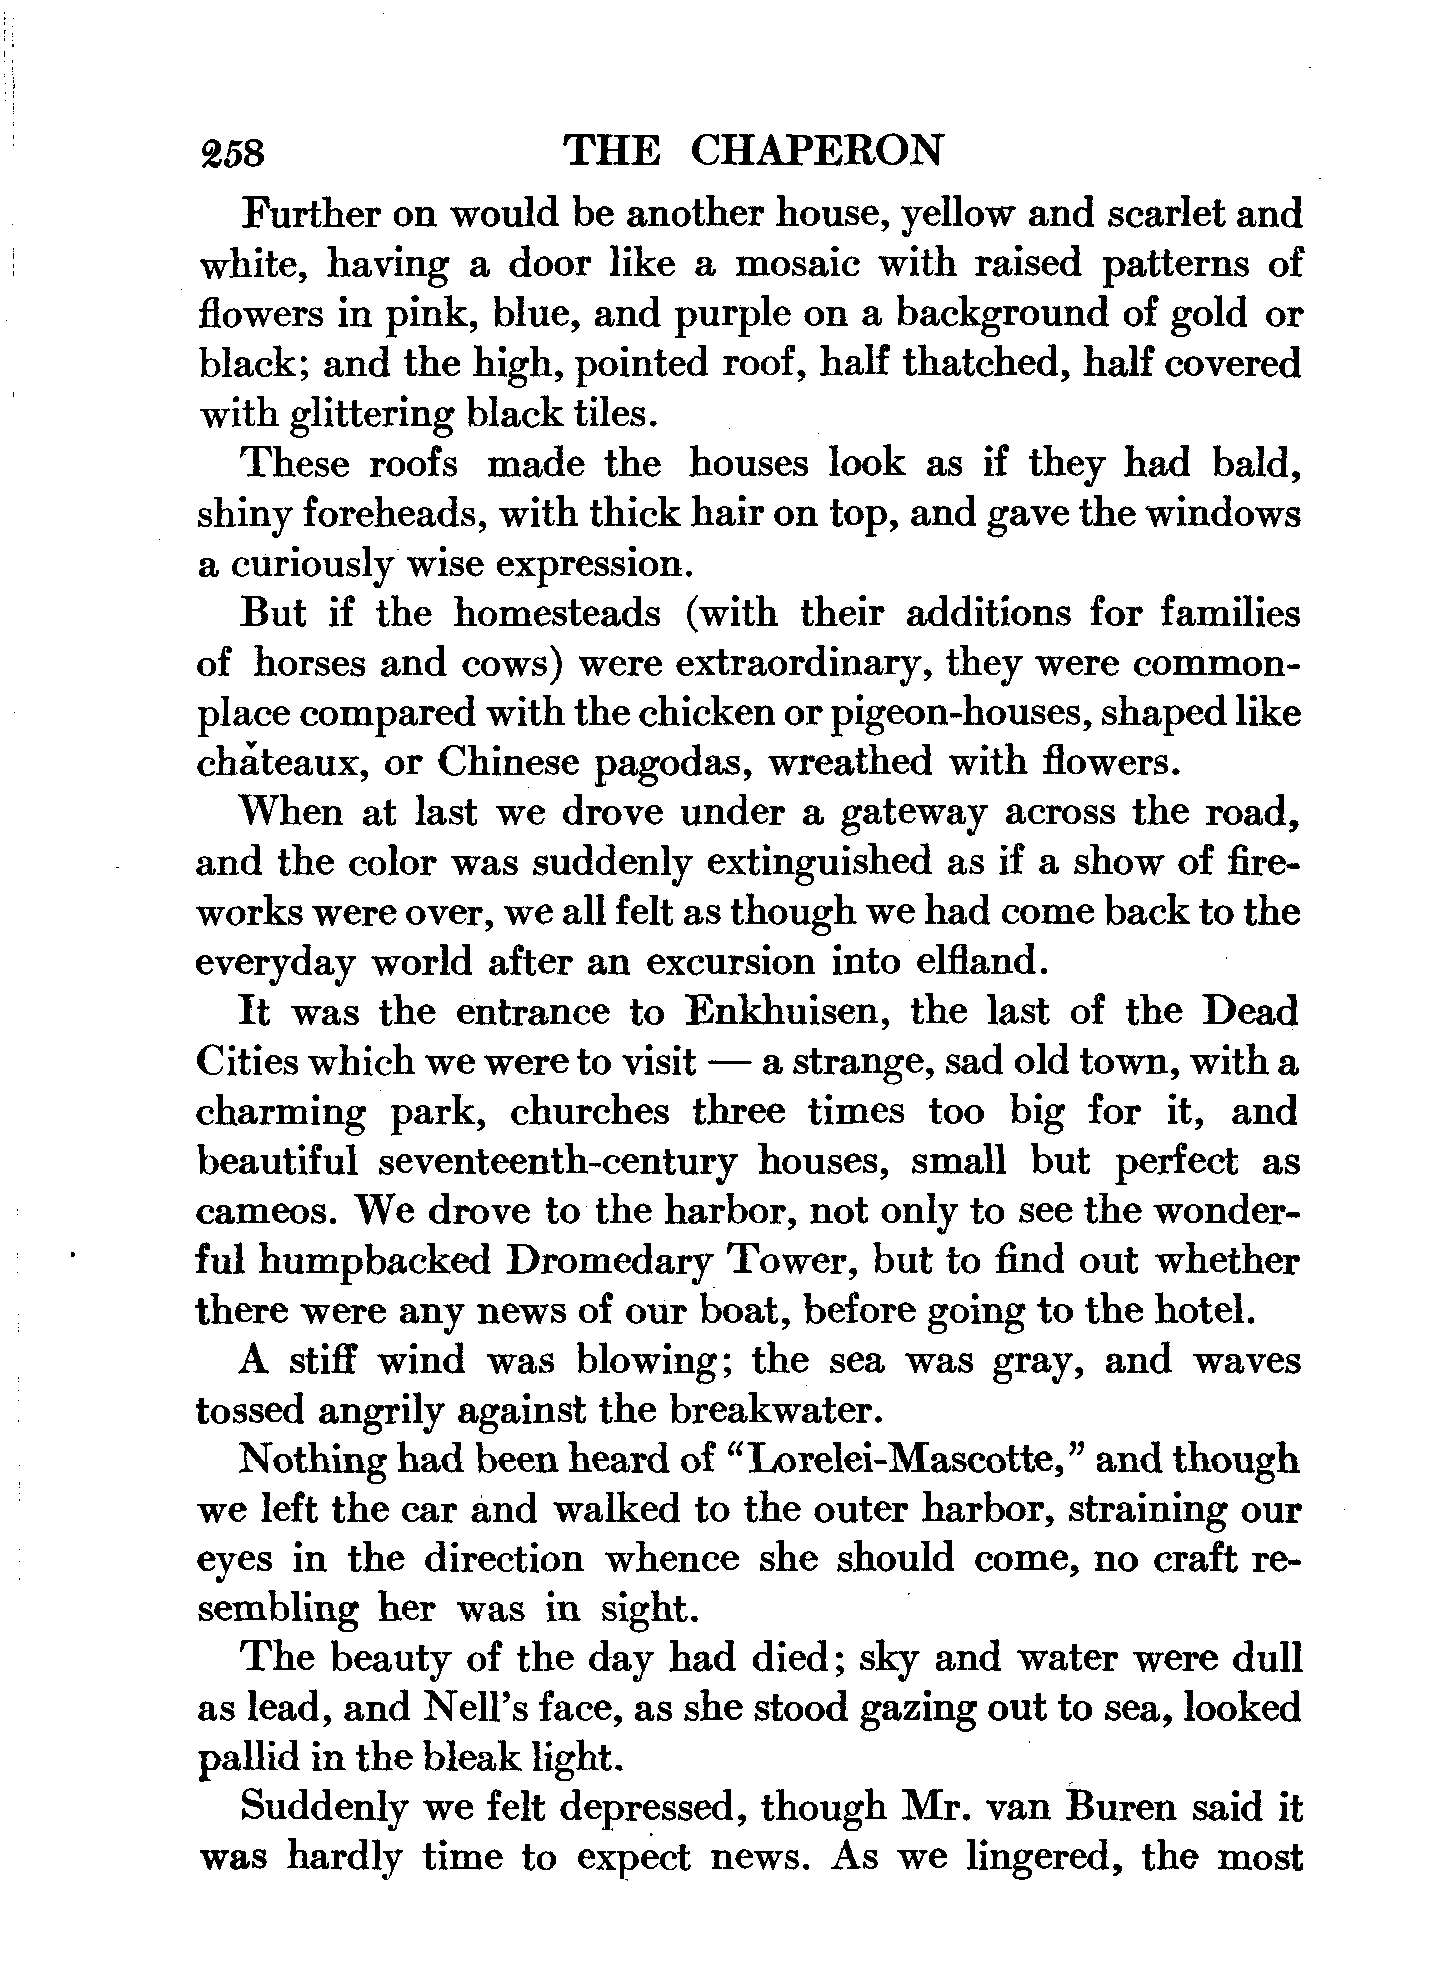 258 THE CHAPERON
Further on would be another house, yellow and scarlet and
white, having a door like a mosaic with raised patterns of
flowers in pink, blue, and purple on a background of gold or
black; and the high, pointed roof, half thatched, half covered
with glittering black tiles.
These roofs made the houses look as if they had bald,
shiny foreheads, with thick hair on top, and gave the windows
a curiously wise expression.
But if the homesteads (with their additions for families
of horses and cows) were extraordinary, they were common-
place compared with the chicken or pigeon-houses, shaped like
chǎteaux, or Chinese pagodas, wreathed with flowers.
When at last we drove under a gateway across the road,
and the color was suddenly extinguished as if a show of fire-
works were over, we all felt as though we had come back to the
everyday world after an excursion into elfland.
It was the entrance to Enkhuisen, the last of the Dead
Cities which we were to visit — a strange, sad old town, with a
charming park, churches three times too big for it, and
beautiful seventeenth-century houses, small but perfect as
cameos. We drove to the harbor, not only to see the wonder-
ful humpbacked Dromedary Tower, but to find out whether
there were any news of our boat, before going to the hotel.
A stiff wind was blowing; the sea was gray, and waves
tossed angrily against the breakwater.
Nothing had been heard of “Lorelei-Mascotte,” and though
we left the car and walked to the outer harbor, straining our
eyes in the direction whence she should come, no craft re-
sembling her was in sight.
The beauty of the day had died; sky and water were dull
as lead, and Nell’s face, as she stood gazing out to sea, looked
pallid in the bleak light.
Suddenly we felt depressed, though Mr. van Buren said it
was hardly time to expect news. As we lingered, the most